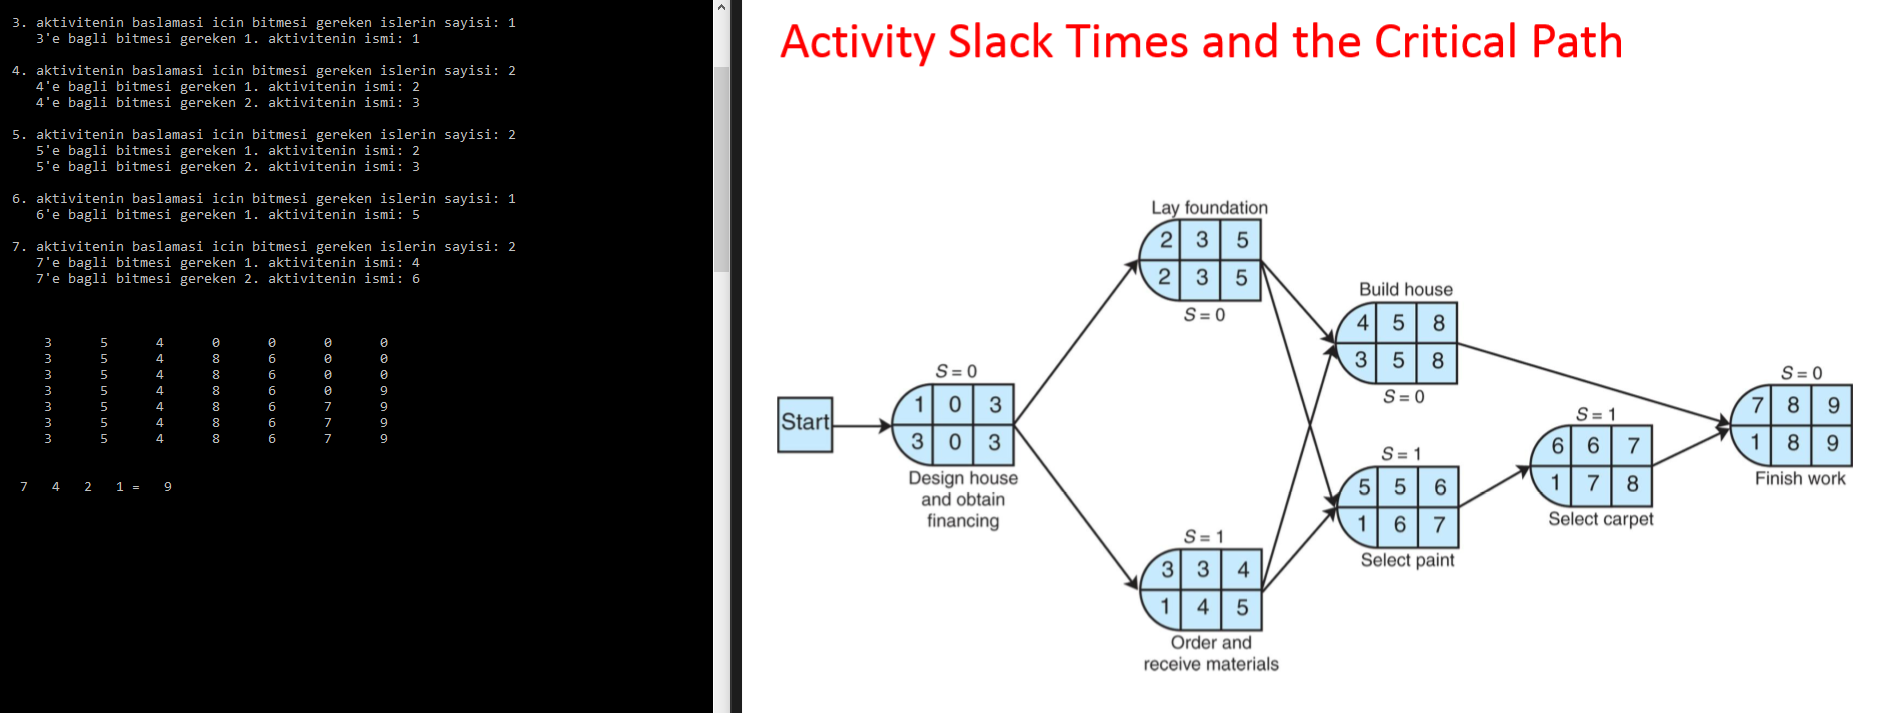 3. aktivitenin baslamasi icin bitmesi gereken islerin sayisi: 1
3'e bagli bitmesi gereken 1. aktivitenin ismi: 1
4. aktivitenin baslamasi icin bitmesi gereken islerin sayisi: 2
4'e bagli bitmesi gereken 1. aktivitenin ismi: 2
4'e bagli bitmesi gereken 2. aktivitenin ismi: 3
5. aktivitenin baslamasi icin bitmesi gereken islerin sayisi: 2
5'e bagli bitmesi gereken 1. aktivitenin ismi: 2
5'e bagli bitmesi gereken 2. aktivitenin ismi: 3
6. aktivitenin baslamasi icin bitmesi gereken islerin sayisi: 1
6'e bagli bitmesi gereken 1. aktivitenin ismi: 5
7. aktivitenin baslamasi icin bitmesi gereken islerin sayisi: 2
7'e bagli bitmesi gereken 1. aktivitenin ismi: 4
7'e bagli bitmesi gereken 2. aktivitenin ismi: 6
3 5 4 0 0 0 0
3 5 4 8 6 0 0
3 5 4 8 6 0 0
3 5 4 8 6 0 9
3 5 4 8 6 7 9
3 5 4 8 6 7 9
3 5 4 8 6 7 9
7 4 2 1 = 9
Activity Slack Times and the Critical Path
Start
S = 0
1 0 3
3 0 3
Design house
and obtain
financing
Lay foundation
2 3 5
2 3 5
S = 0
S = 1
3 3 4
1 4 5
Order and
receive materials
Build house
4 5 8
3 5 8
S = 0
S = 1
5 5 6
1 6 7
Select paint
S = 1
6 6 7
1 7 8
Select carpet
S = 0
7 8 9
1 8 9
Finish work